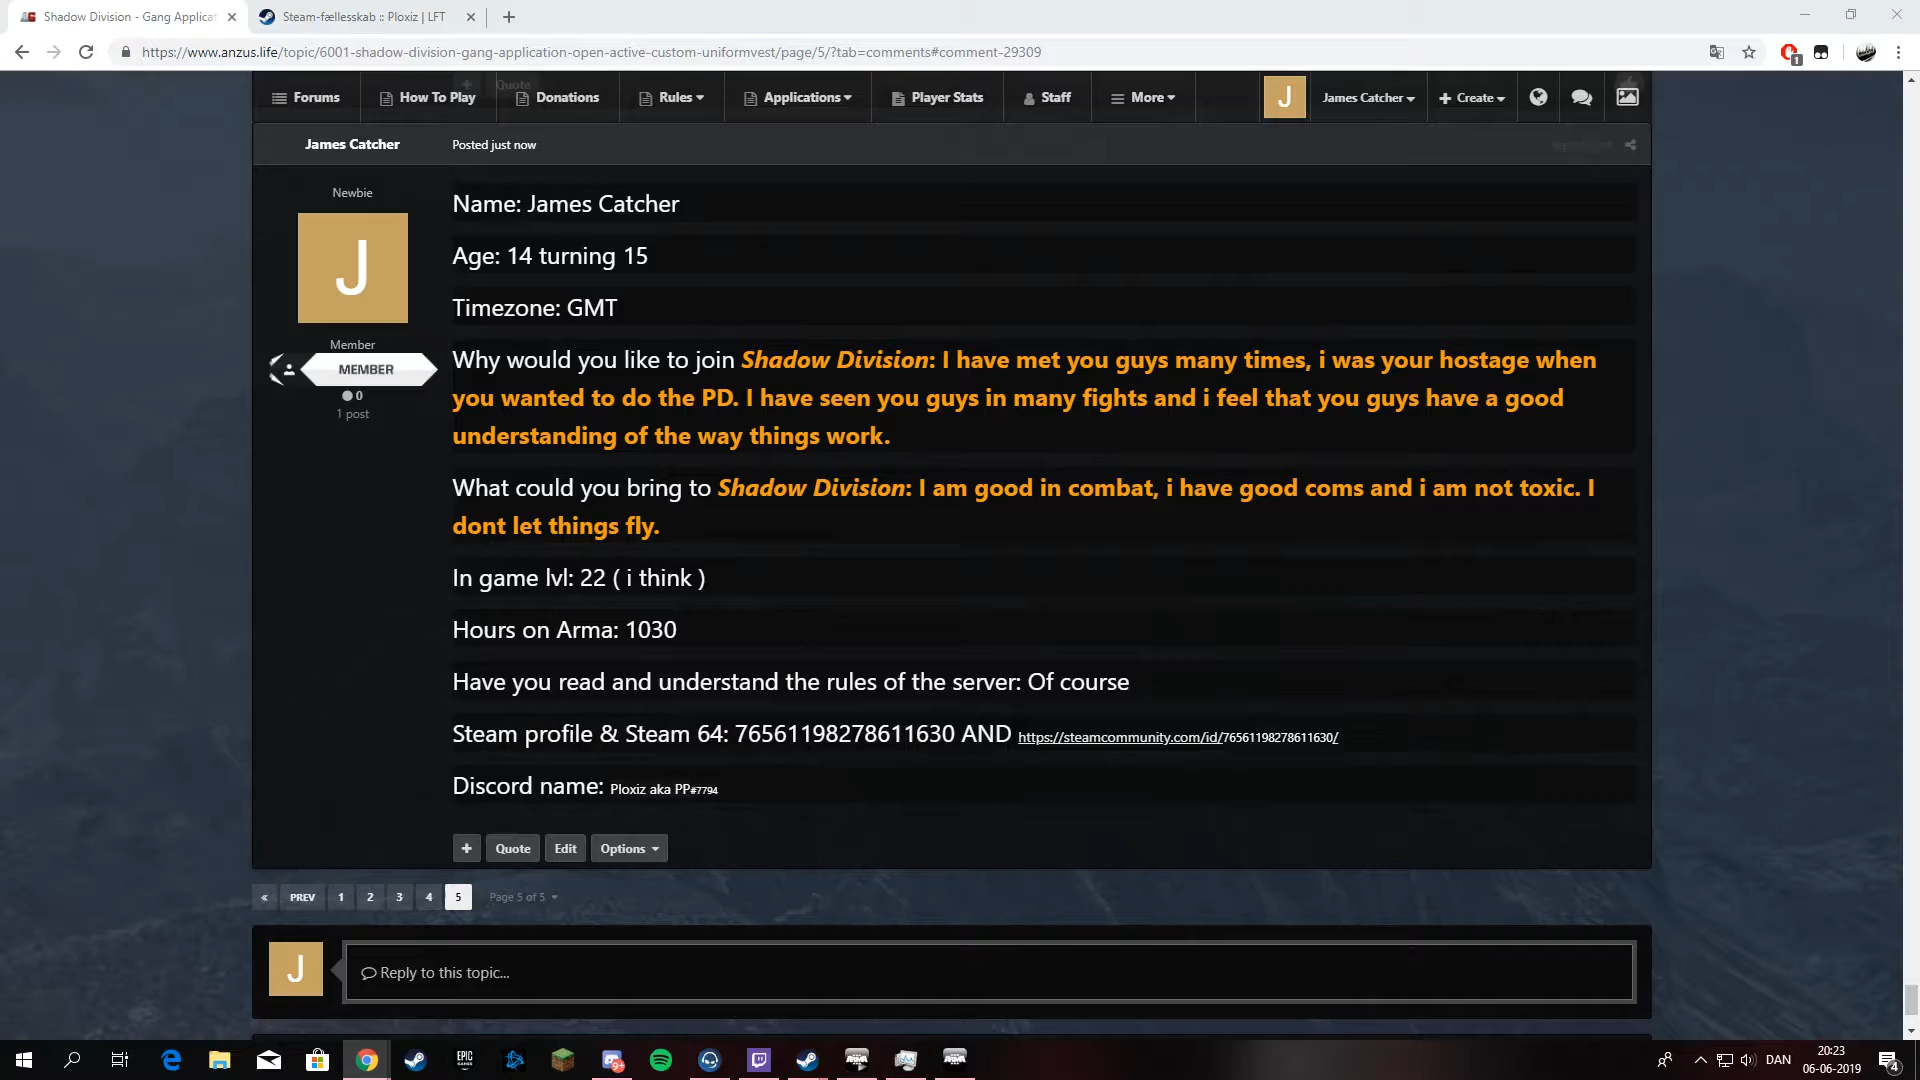 Shadow Division - Gang Applicat
Steam-fællesskab :: Ploxiz | LFT
https://www.anzus.life/topic/6001-shadow-division-gang-application-open-active-custom-uniformvest/page/5/?tab=comments#comment-29309
Forums How To Play Donations Rules Applications Player Stats Staff More J James Catcher + Create
Quote
James Catcher Posted just now
Newbie
J
Member
MEMBER
0
1 post
Name: James Catcher
Age: 14 turning 15
Timezone: GMT
Why would you like to join Shadow Division: I have met you guys many times, i was your hostage when
you wanted to do the PD. I have seen you guys in many fights and i feel that you guys have a good
understanding of the way things work.
What could you bring to Shadow Division: I am good in combat, i have good coms and i am not toxic. I
dont let things fly.
In game lvl: 22 ( i think )
Hours on Arma: 1030
Have you read and understand the rules of the server: Of course
Steam profile & Steam 64: 76561198278611630 AND https://steamcommunity.com/id/76561198278611630/
Discord name: Ploxiz aka PP#7794
+ Quote Edit Options
« PREV 1 2 3 4 5 Page 5 of 5
J
Reply to this topic...
EPIC GAMES
9+
DAN
20:23
06-06-2019
4